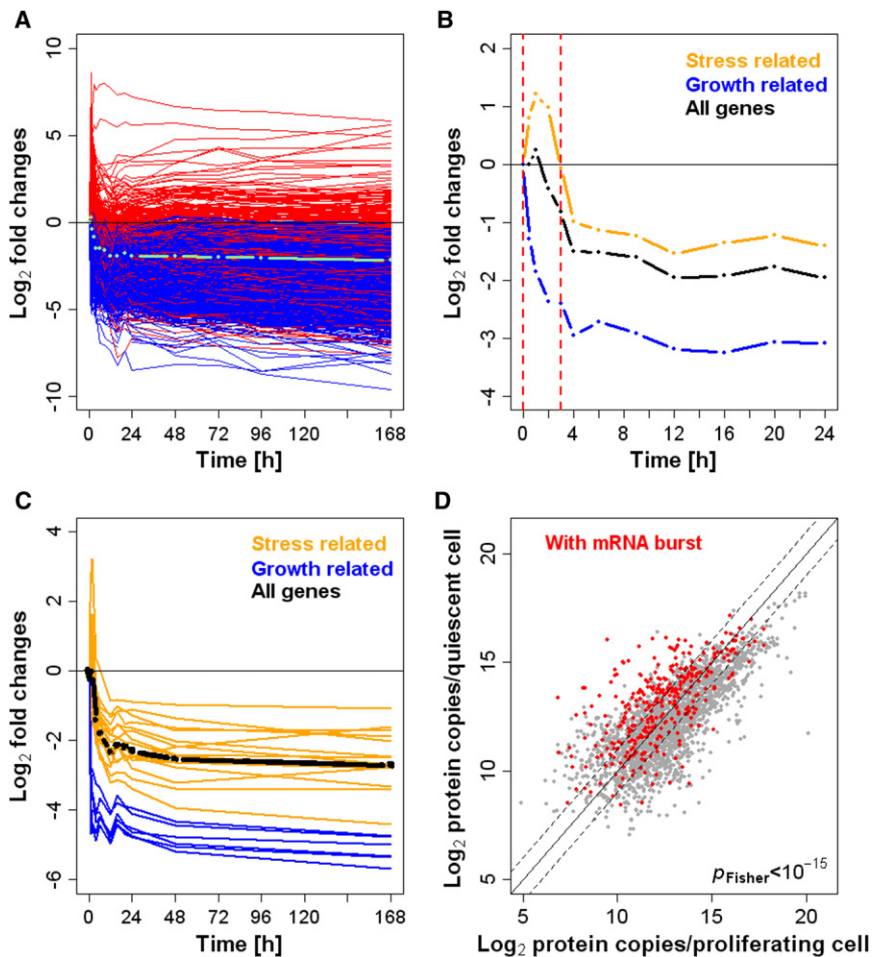 A
10
5
0
-5
-10
Log2 fold changes
0 24 48 72 96 120 168
Time [h]
B
2
1
0
-1
-2
-3
-4
Log2 fold changes
Stress related
Growth related
All genes
0 4 8 12 16 20 24
Time [h]
C
4
2
0
-2
-4
-6
Log2 fold changes
Stress related
Growth related
All genes
0 24 48 72 96 120 168
Time [h]
D
20
15
10
5
Log2 protein copies/quiescent cell
With mRNA burst
pFisher<10−15
5 10 15 20
Log2 protein copies/proliferating cell